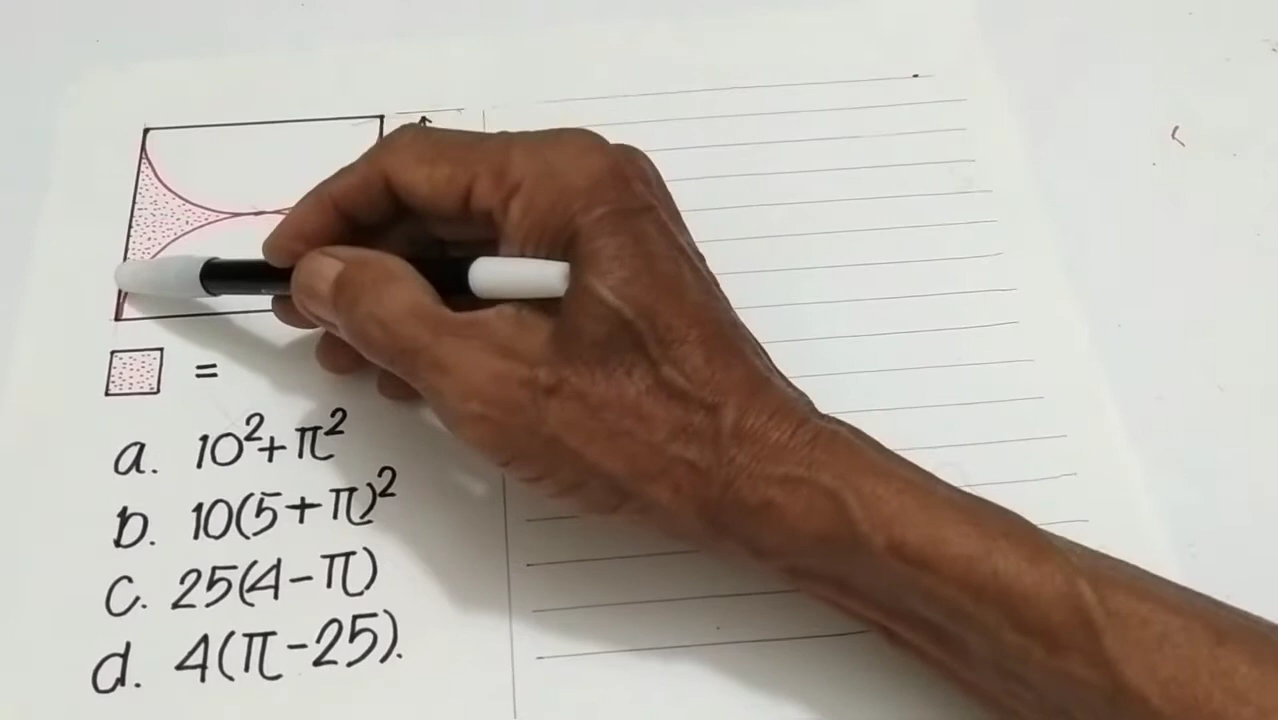 =
a. 10²+π²
b. 10(5+π)²
c. 25(4-π)
d. 4(π-25).